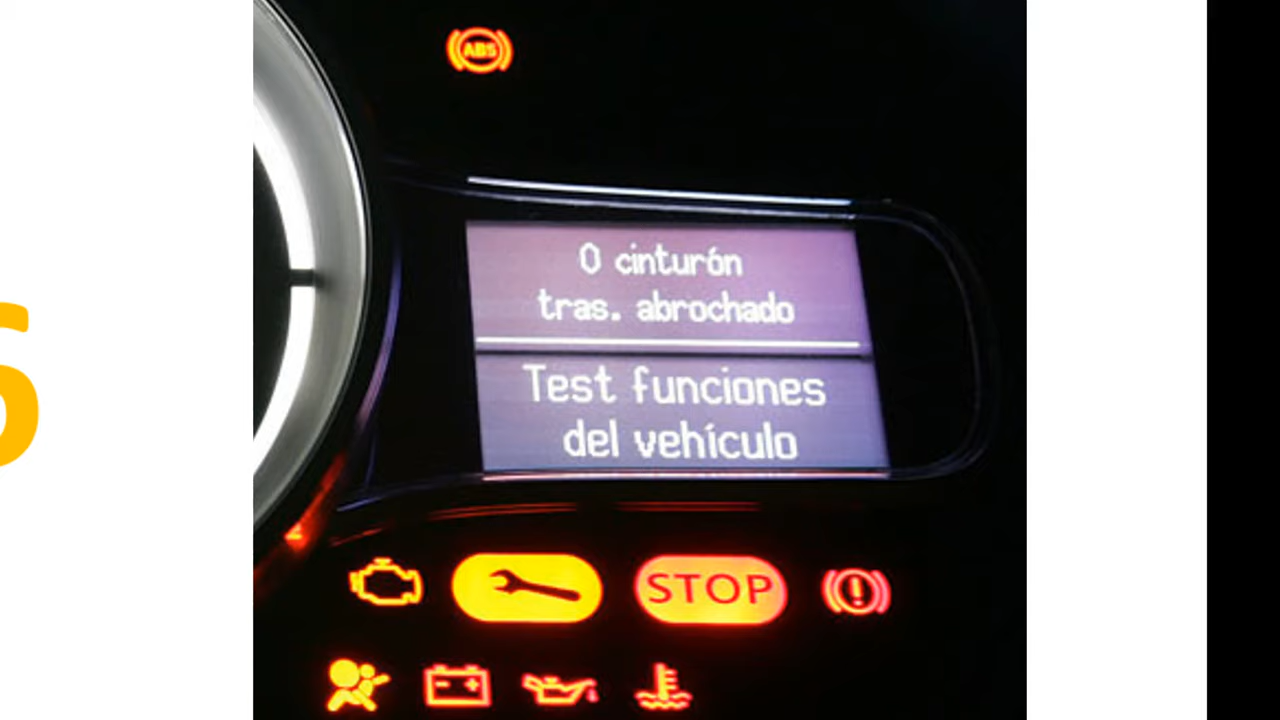 ABS
0 cinturón
tras. abrochado
Test funciones
del vehículo
STOP